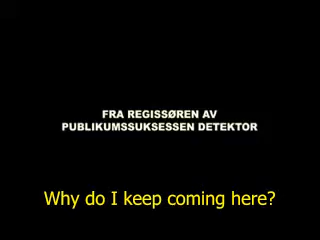 FRA REGISSØREN AV
PUBLIKUMSSUKSESSEN DETEKTOR
Why do I keep coming here?